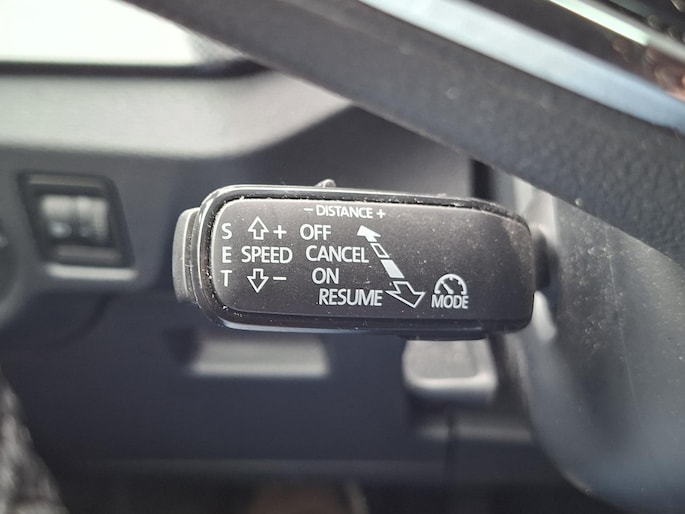 − DISTANCE +
S + OFF
E SPEED CANCEL
T − ON
RESUME MODE